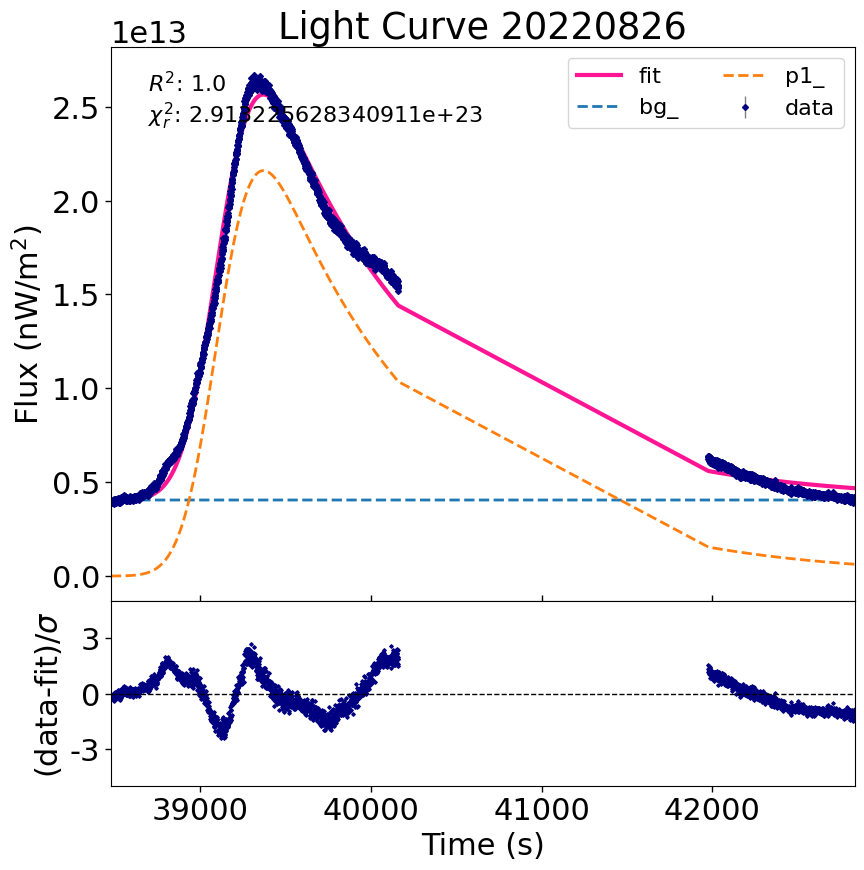 Light Curve 20220826
1e13
R²: 1.0
χ²ᵣ: 2.913225628340911e+23
fit
bg_
p1_
data
Flux (nW/m²)
2.5
2.0
1.5
1.0
0.5
0.0
(data-fit)/σ
3
0
-3
39000 40000 41000 42000
Time (s)